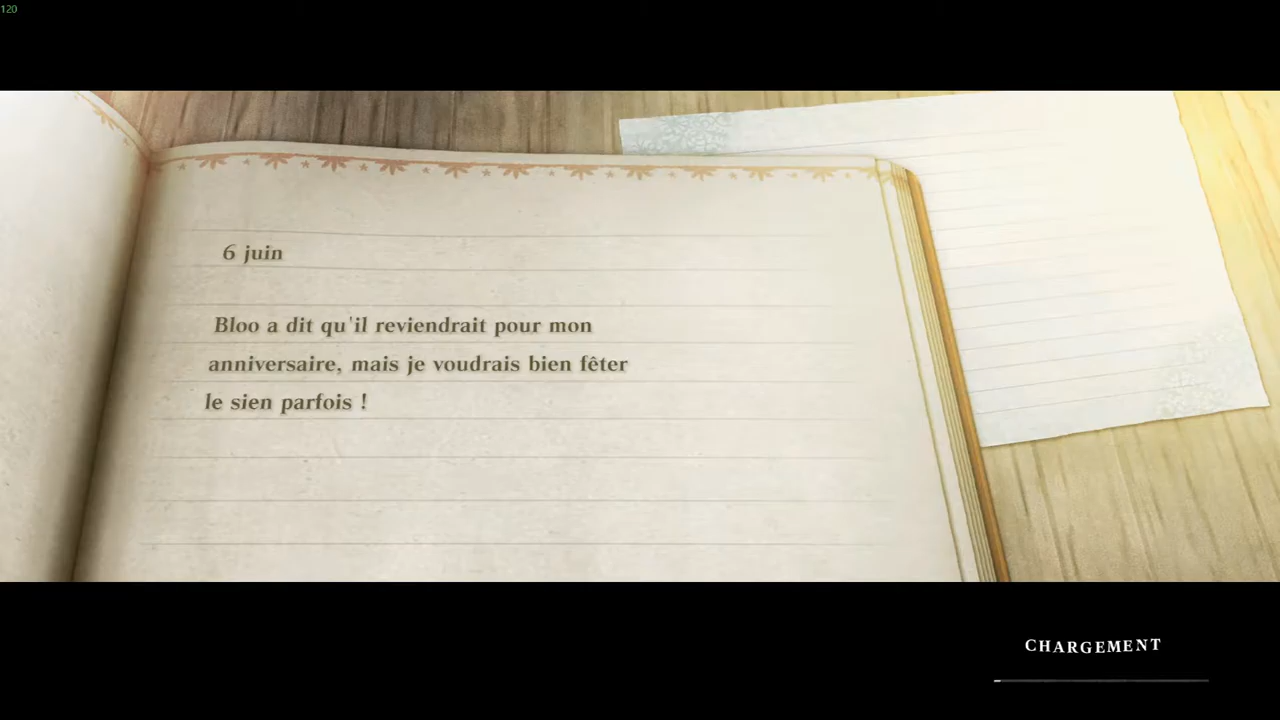 120
6 juin
Bloo a dit qu'il reviendrait pour mon
anniversaire, mais je voudrais bien fêter
le sien parfois !
CHARGEMENT